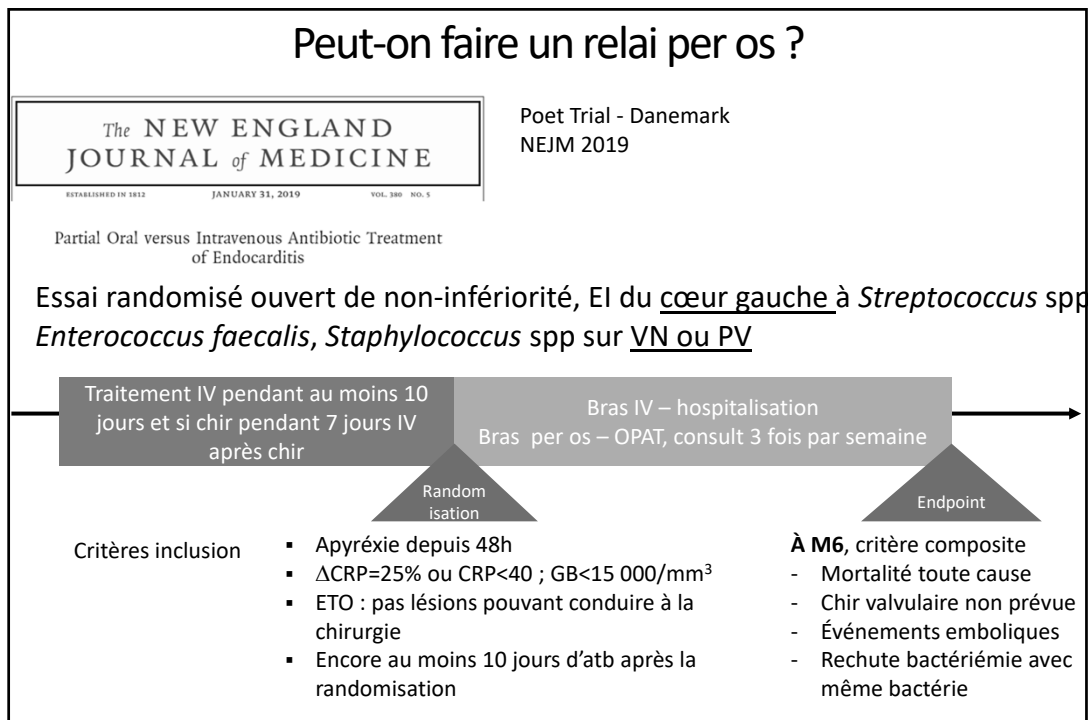 Peut-on faire un relai per os ?
The NEW ENGLAND
JOURNAL of MEDICINE
ESTABLISHED IN 1812 JANUARY 31, 2019 VOL. 380 NO. 5
Poet Trial - Danemark
NEJM 2019
Partial Oral versus Intravenous Antibiotic Treatment
of Endocarditis
Essai randomisé ouvert de non-infériorité, EI du cœur gauche à Streptococcus spp
Enterococcus faecalis, Staphylococcus spp sur VN ou PV
Traitement IV pendant au moins 10
jours et si chir pendant 7 jours IV
après chir
Bras IV – hospitalisation
Bras per os – OPAT, consult 3 fois par semaine
Random
isation
Endpoint
Critères inclusion
▪ Apyréxie depuis 48h
▪ ∆CRP=25% ou CRP<40 ; GB<15 000/mm³
▪ ETO : pas lésions pouvant conduire à la
chirurgie
▪ Encore au moins 10 jours d'atb après la
randomisation
À M6, critère composite
- Mortalité toute cause
- Chir valvulaire non prévue
- Événements emboliques
- Rechute bactériémie avec
même bactérie